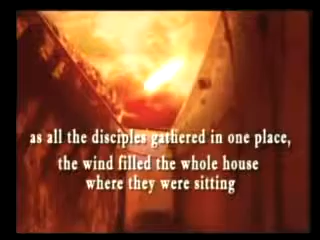 as all the disciples gathered in one place,
the wind filled the whole house
where they were sitting